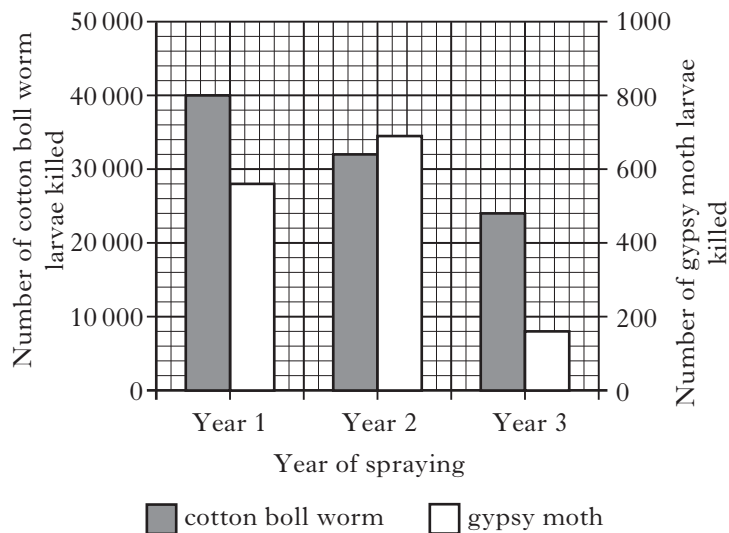 50 000
40 000
30 000
20 000
10 000
0
Number of cotton boll worm
larvae killed
1000
800
600
400
200
0
Number of gypsy moth larvae
killed
Year 1 Year 2 Year 3
Year of spraying
cotton boll worm gypsy moth